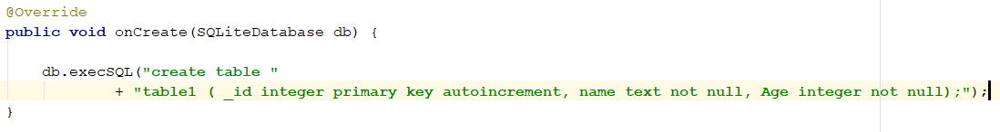 @Override
public void onCreate(SQLiteDatabase db) {
db.execSQL("create table "
+ "table1 ( _id integer primary key autoincrement, name text not null, Age integer not null);");
}